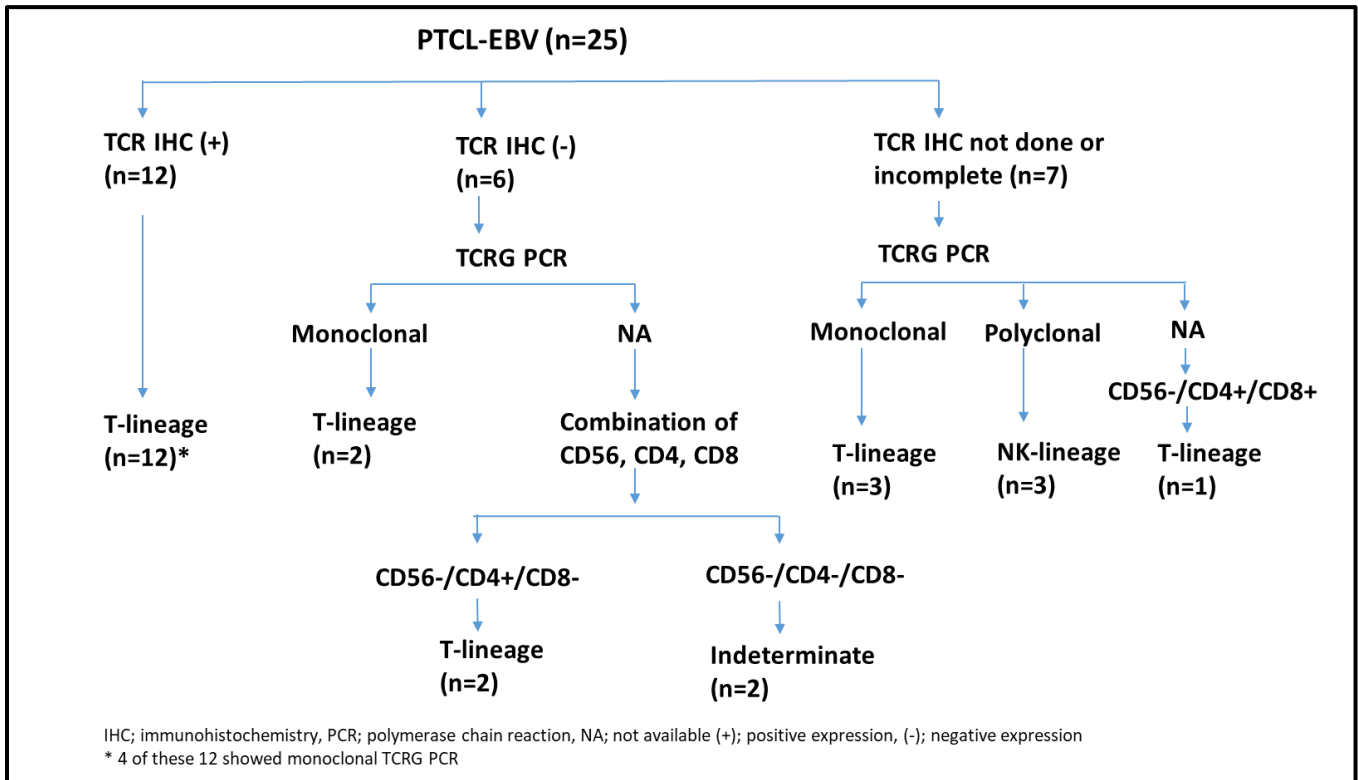 PTCL-EBV (n=25)
TCR IHC (+)
(n=12)
TCR IHC (-)
(n=6)
TCR IHC not done or
incomplete (n=7)
TCRG PCR
TCRG PCR
Monoclonal
NA
Monoclonal
Polyclonal
NA
CD56-/CD4+/CD8+
T-lineage
(n=12)*
T-lineage
(n=2)
Combination of
CD56, CD4, CD8
T-lineage
(n=3)
NK-lineage
(n=3)
T-lineage
(n=1)
CD56-/CD4+/CD8-
CD56-/CD4-/CD8-
T-lineage
(n=2)
Indeterminate
(n=2)
IHC; immunohistochemistry, PCR; polymerase chain reaction, NA; not available (+); positive expression, (-); negative expression
* 4 of these 12 showed monoclonal TCRG PCR